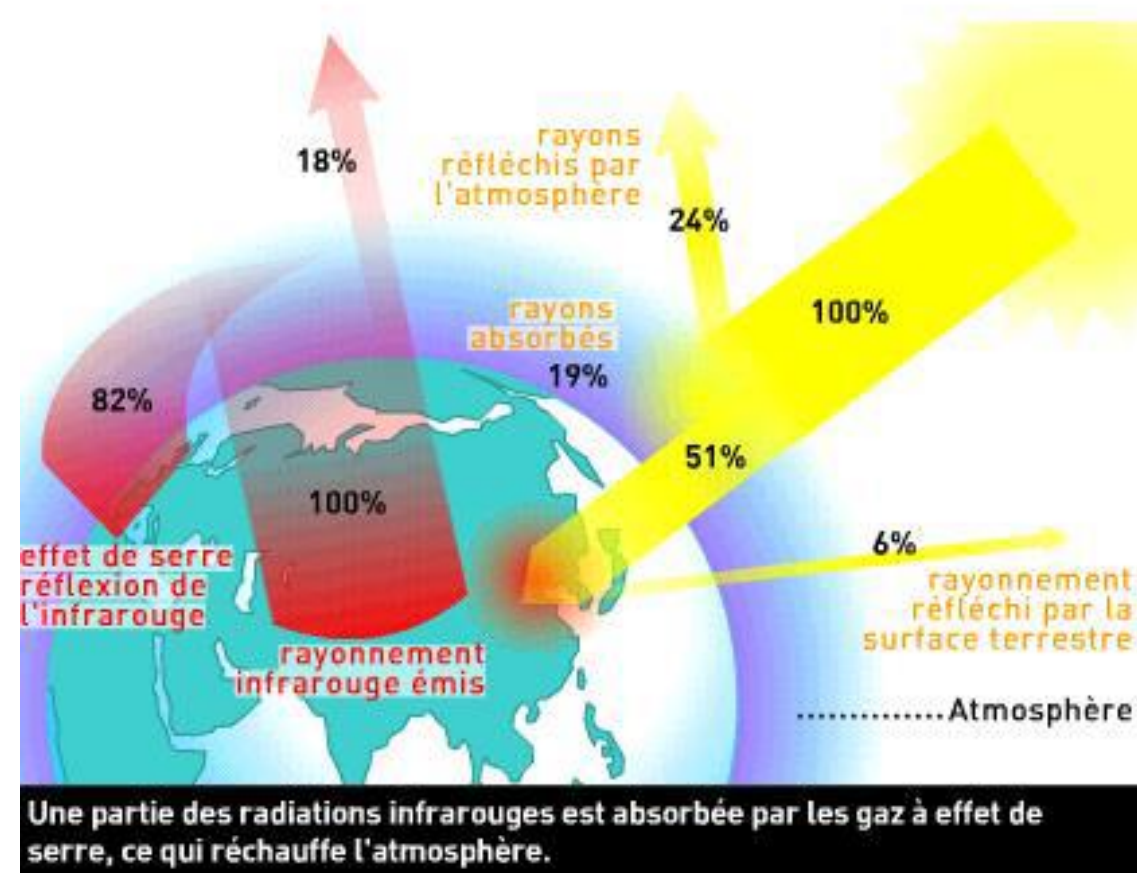 18%
rayons
réfléchis par
l'atmosphère
24%
100%
rayons
absorbés
19%
82%
51%
100%
6%
effet de serre
réflexion de
l'infrarouge
rayonnement
infrarouge émis
rayonnement
réfléchi par la
surface terrestre
.............Atmosphère
Une partie des radiations infrarouges est absorbée par les gaz à effet de
serre, ce qui réchauffe l'atmosphère.